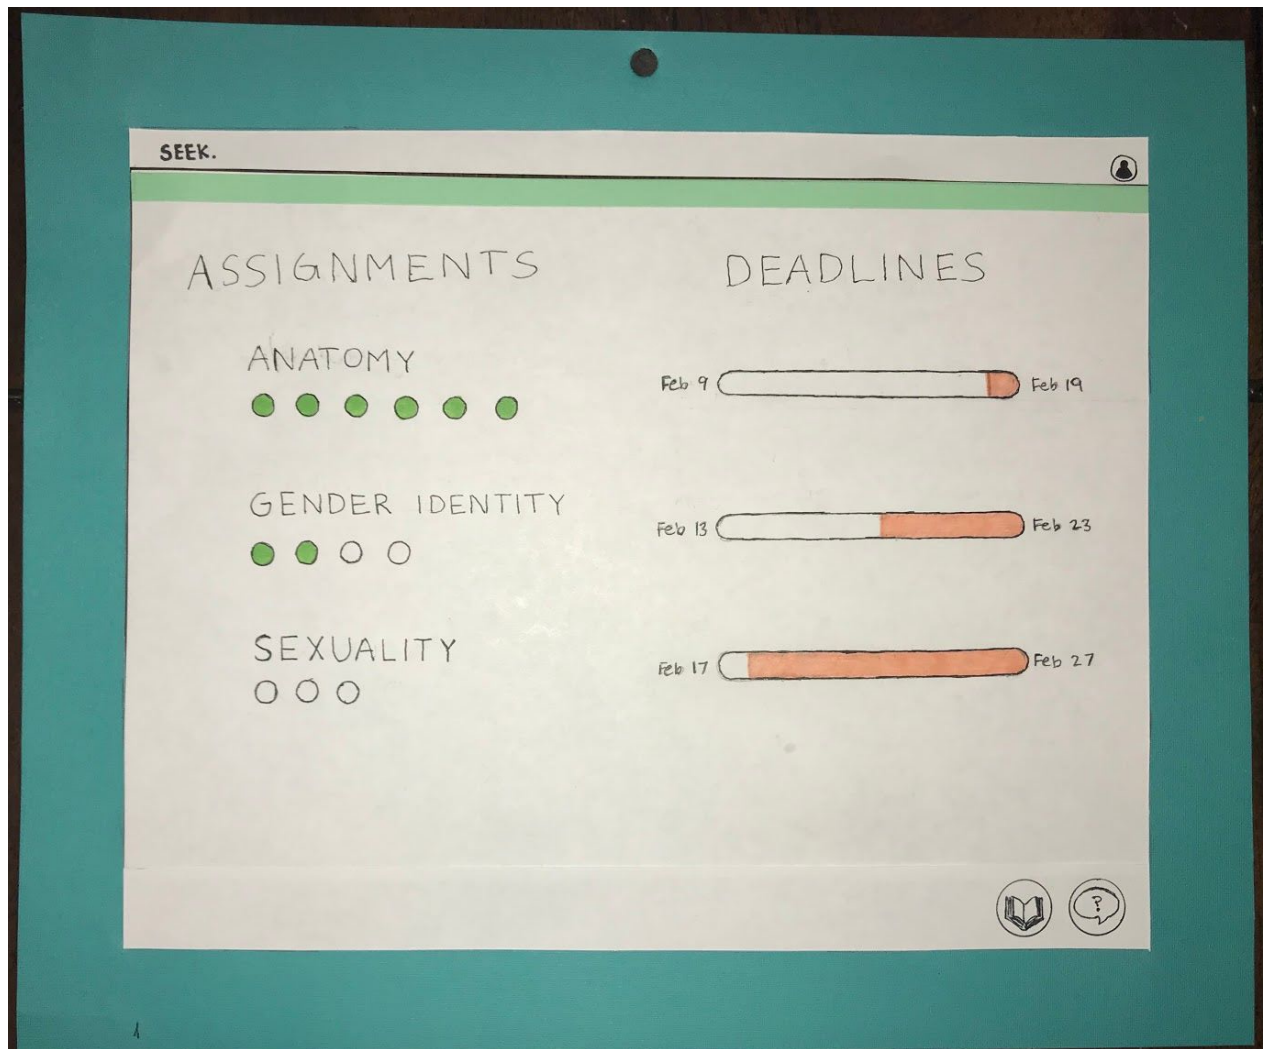 SEEK.
ASSIGNMENTS
DEADLINES
ANATOMY
Feb 9
Feb 19
GENDER IDENTITY
Feb 13
Feb 23
SEXUALITY
Feb 17
Feb 27
?
1